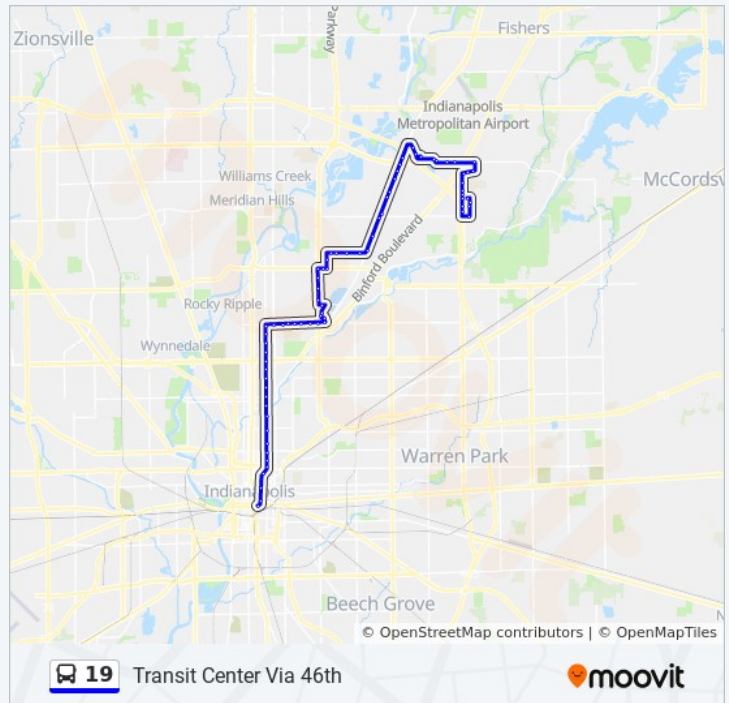 Zionsville
Parkway
Fishers
Indianapolis
Metropolitan Airport
Williams Creek
Meridian Hills
McCordsv
Binford Boulevard
Rocky Ripple
Wynnedale
Warren Park
Indianapolis
Beech Grove
N
© OpenStreetMap contributors | © OpenMapTiles
19 Transit Center Via 46th
moovit